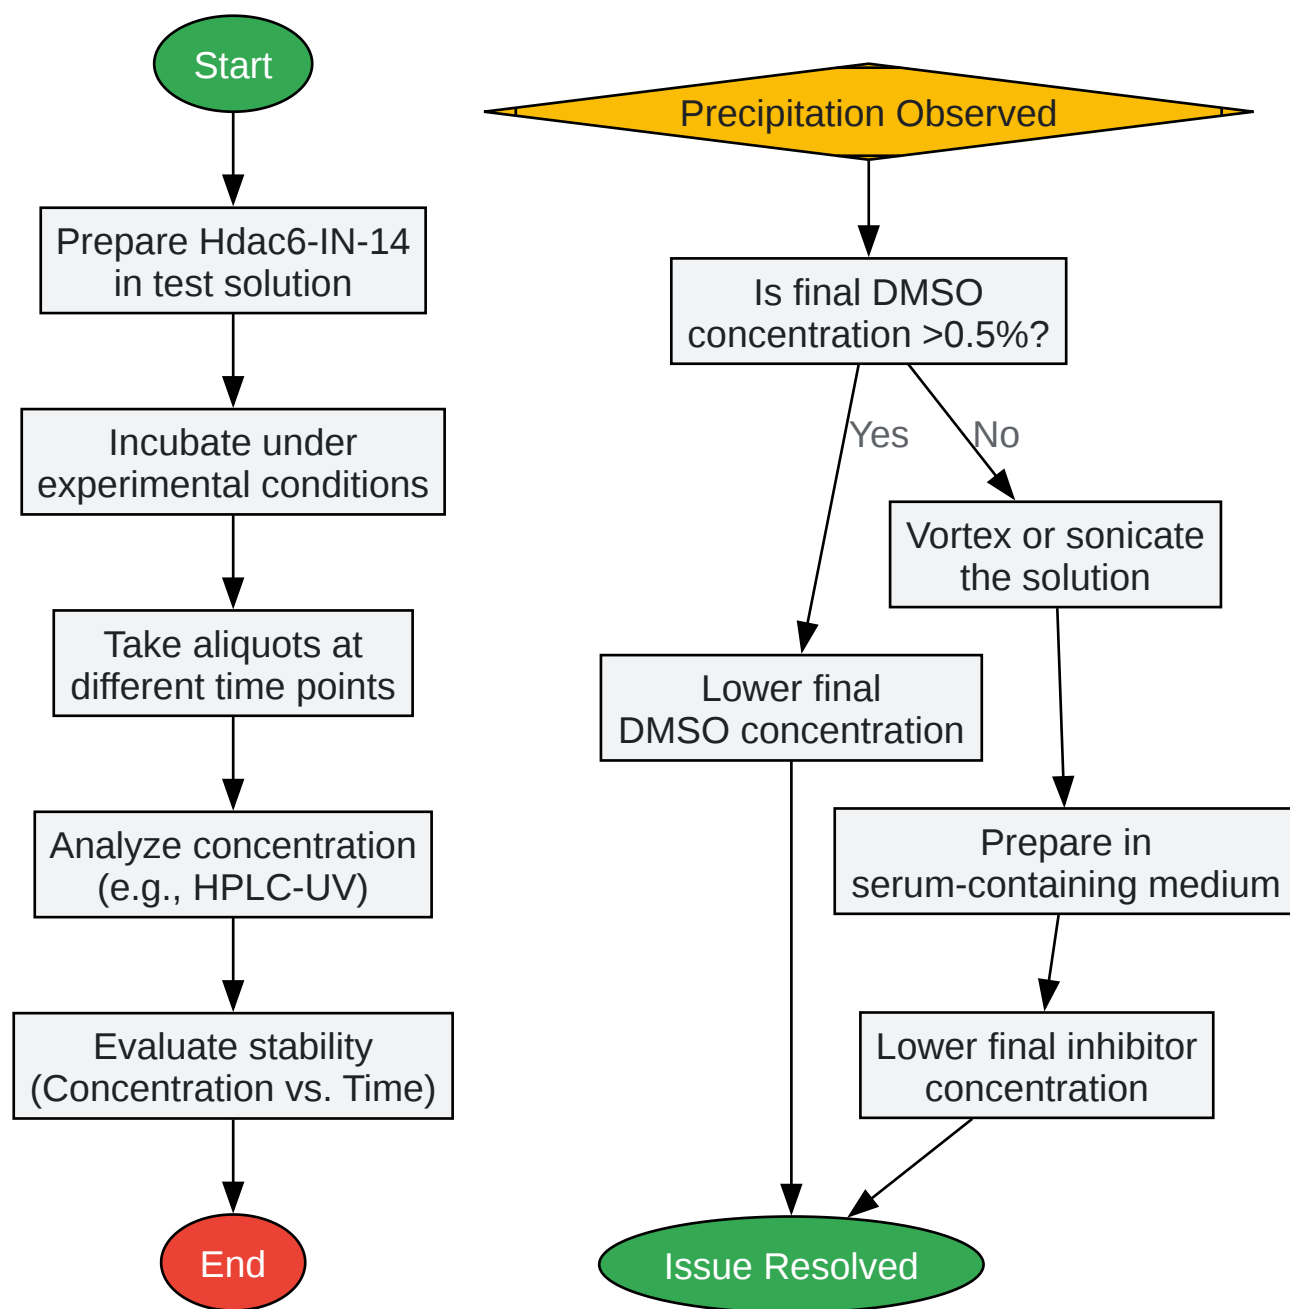 Start
Prepare Hdac6-IN-14
in test solution
Incubate under
experimental conditions
Take aliquots at
different time points
Analyze concentration
(e.g., HPLC-UV)
Evaluate stability
(Concentration vs. Time)
End
Precipitation Observed
Is final DMSO
concentration >0.5%?
Yes
No
Vortex or sonicate
the solution
Lower final
DMSO concentration
Prepare in
serum-containing medium
Lower final inhibitor
concentration
Issue Resolved